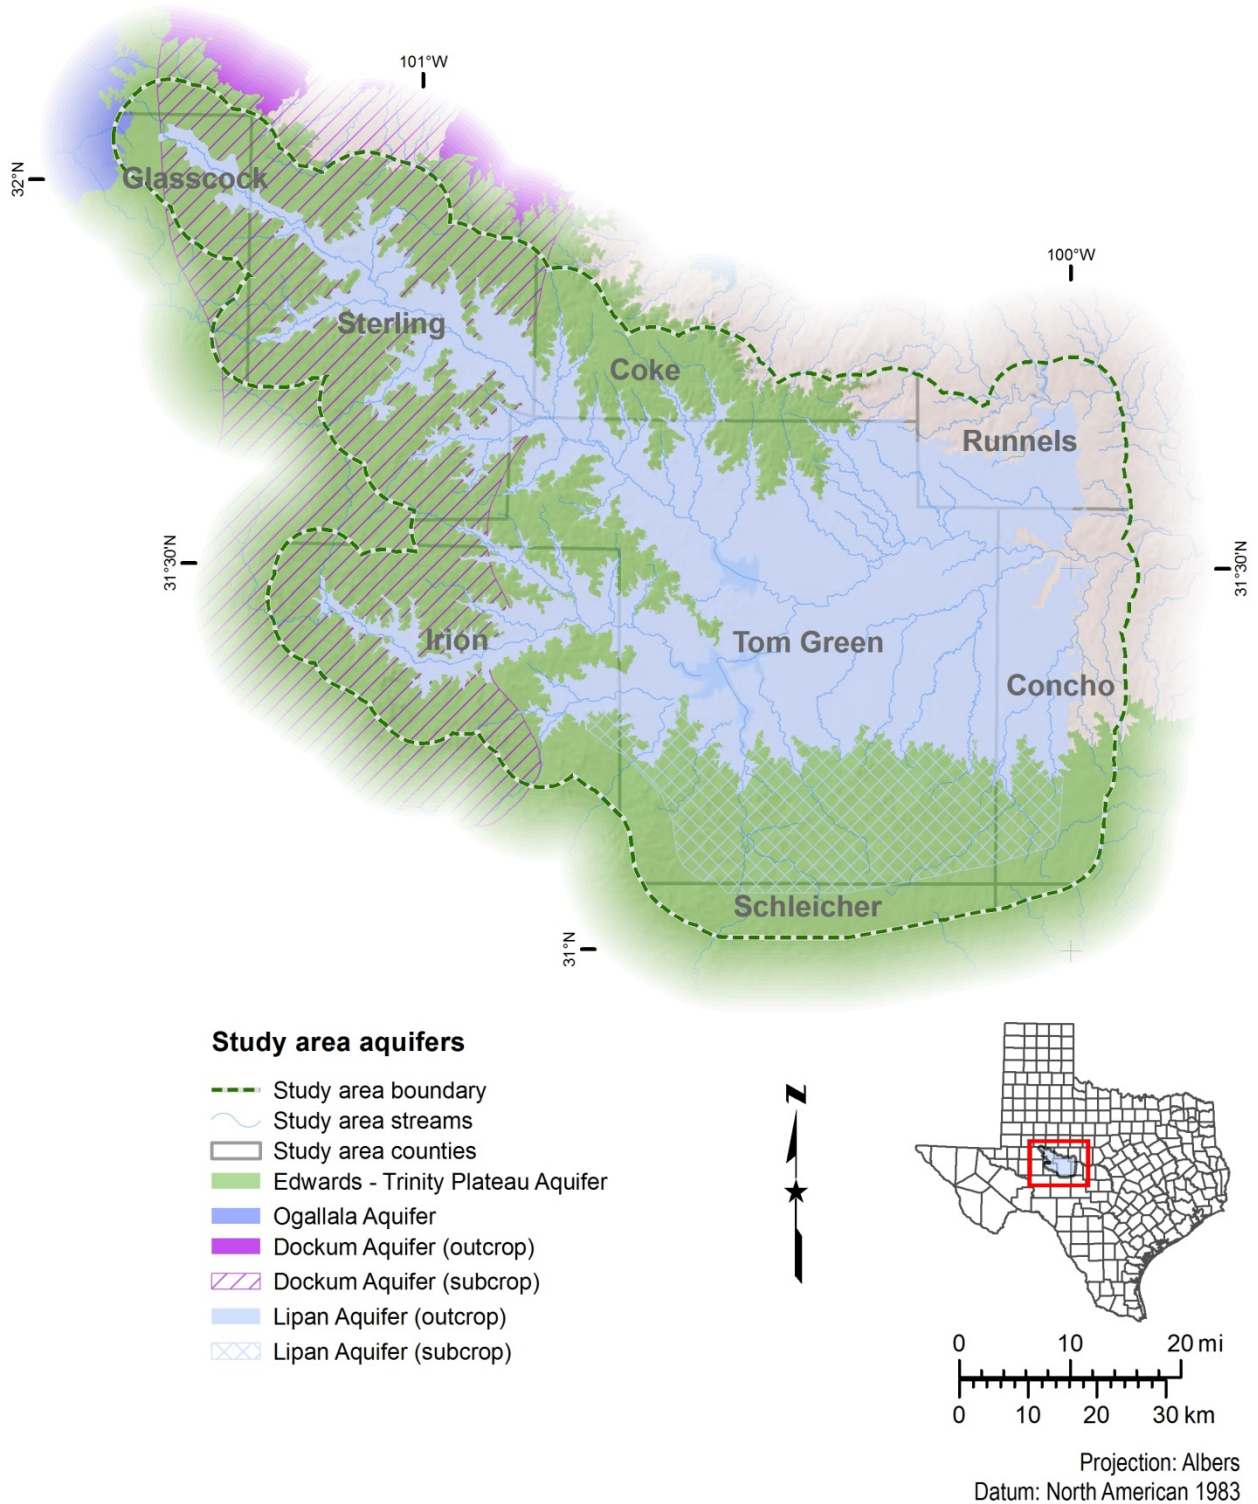 101°W
32°N
Glasscock
100°W
Sterling
Coke
Runnels
31°30'N
31°30'N
Irion
Tom Green
Concho
Schleicher
31°N
Study area aquifers
Study area boundary
Study area streams
Study area counties
Edwards - Trinity Plateau Aquifer
Ogallala Aquifer
Dockum Aquifer (outcrop)
Dockum Aquifer (subcrop)
Lipan Aquifer (outcrop)
Lipan Aquifer (subcrop)
N
0 10 20 mi
0 10 20 30 km
Projection: Albers
Datum: North American 1983